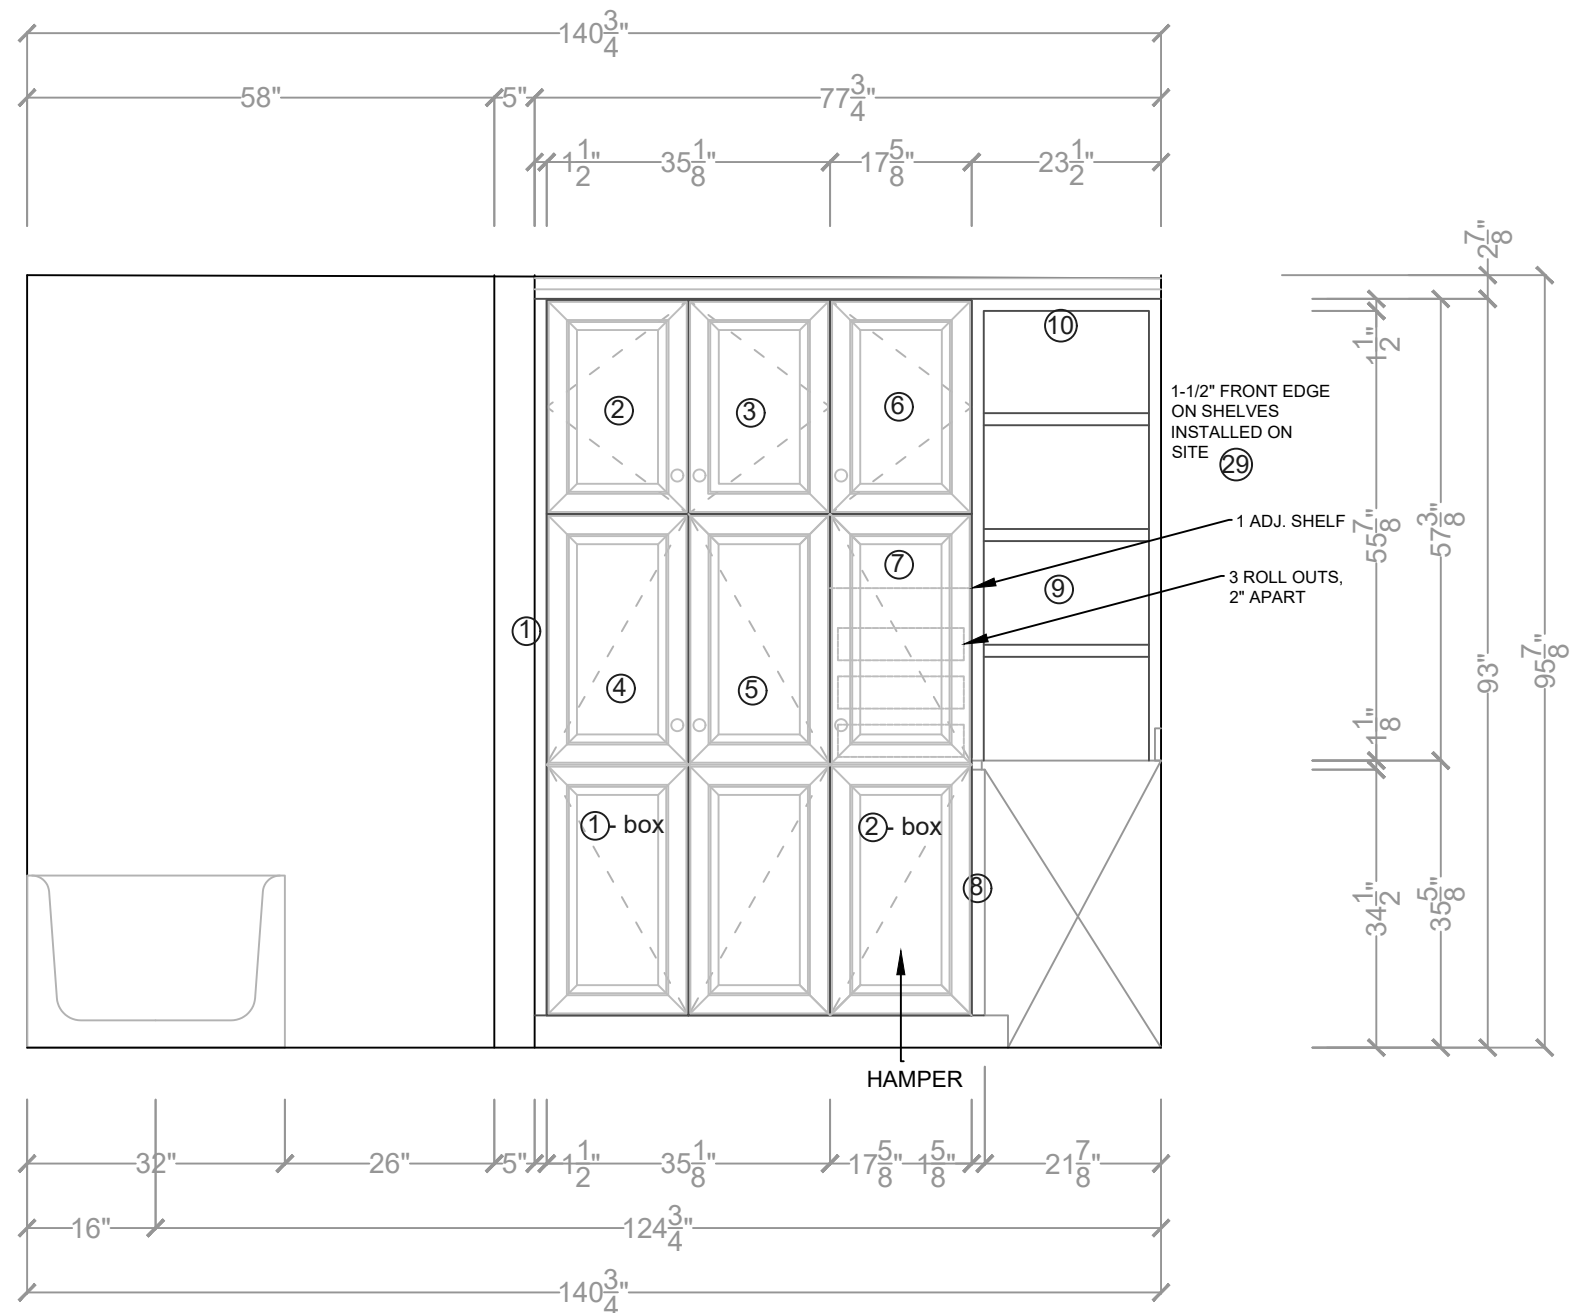 140 3/4"
58" 5" 77 3/4"
1 1/2" 35 1/8" 17 5/8" 23 1/2"
2 7/8"
10
1 1/2"
1-1/2" FRONT EDGE
ON SHELVES
INSTALLED ON
SITE 29
2 3 6
1 ADJ. SHELF
55 7/8" 57 3/8"
7
3 ROLL OUTS,
2" APART
9
1
4 5
93" 95 7/8"
1 1/8"
1 - box 2 - box
8
34 1/2" 35 5/8"
HAMPER
32" 26" 5" 1 1/2" 35 1/8" 17 5/8" 1 5/8" 21 7/8"
16" 124 3/4"
140 3/4"